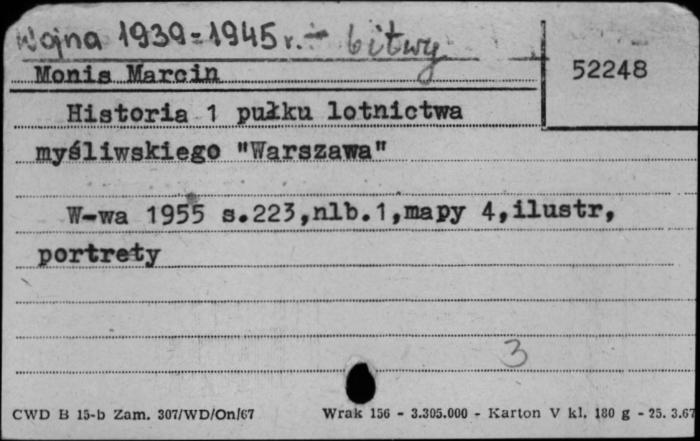 Wojna 1939-1945 r. - bitwy
Monis Marcin
52248
Historia 1 pułku lotnictwa
myśliwskiego "Warszawa"
W-wa 1955 s.223,nlb.1,mapy 4,ilustr,
portrety
3
CWD B 15-b Zam. 307/WD/On/67 Wrak 156 - 3.305.000 - Karton V kl. 180 g - 25. 3.67